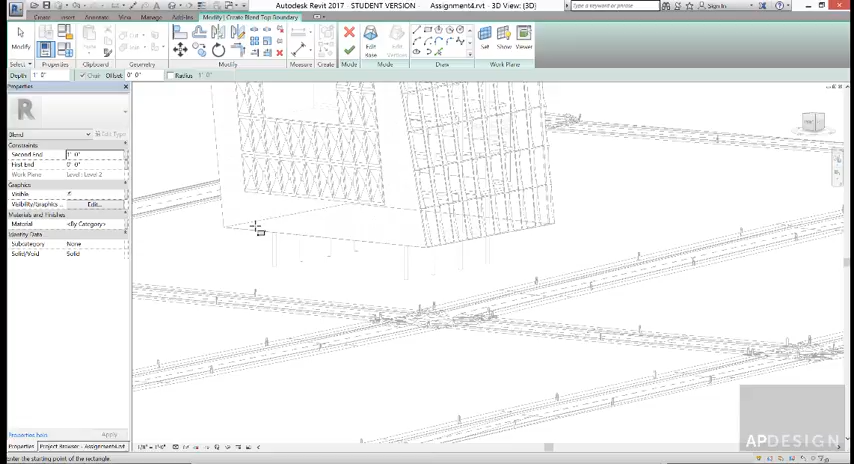 Autodesk Revit 2017 - STUDENT VERSION - Assignment4.rvt - 3D View: {3D}
Type a keyword or phrase
Sign In
Create
Insert
Annotate
View
Manage
Add-Ins
Modify | Create Blend Top Boundary
Modify
Paste
Edit Base
Edit Vertices
Set
Show
Viewer
Select
Properties
Clipboard
Geometry
Modify
Measure
Create
Mode
Mode
Draw
Work Plane
Depth 1' 0"
Chain
Offset: 0' 0"
Radius 1' 0"
Properties
Blend
Edit Type
Constraints
Second End 1' 0"
First End 0' 0"
Work Plane Level : Level 2
Graphics
Visible
Visibility/Graphics ... Edit...
Materials and Finishes
Material <By Category>
Identity Data
Subcategory None
Solid/Void Solid
Properties help
Apply
Properties
Project Browser - Assignment4.rvt
1/8" = 1'-0"
Enter the starting point of the rectangle.
APDESIGN